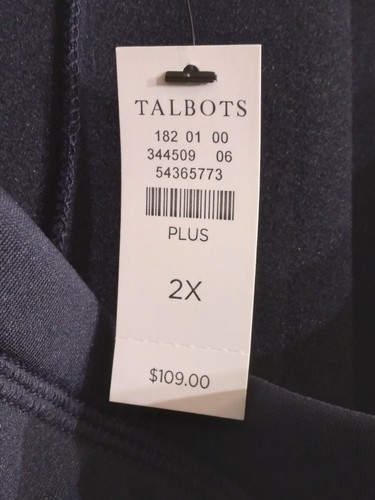 TALBOTS
182 01 00
344509 06
54365773
PLUS
2X
$109.00